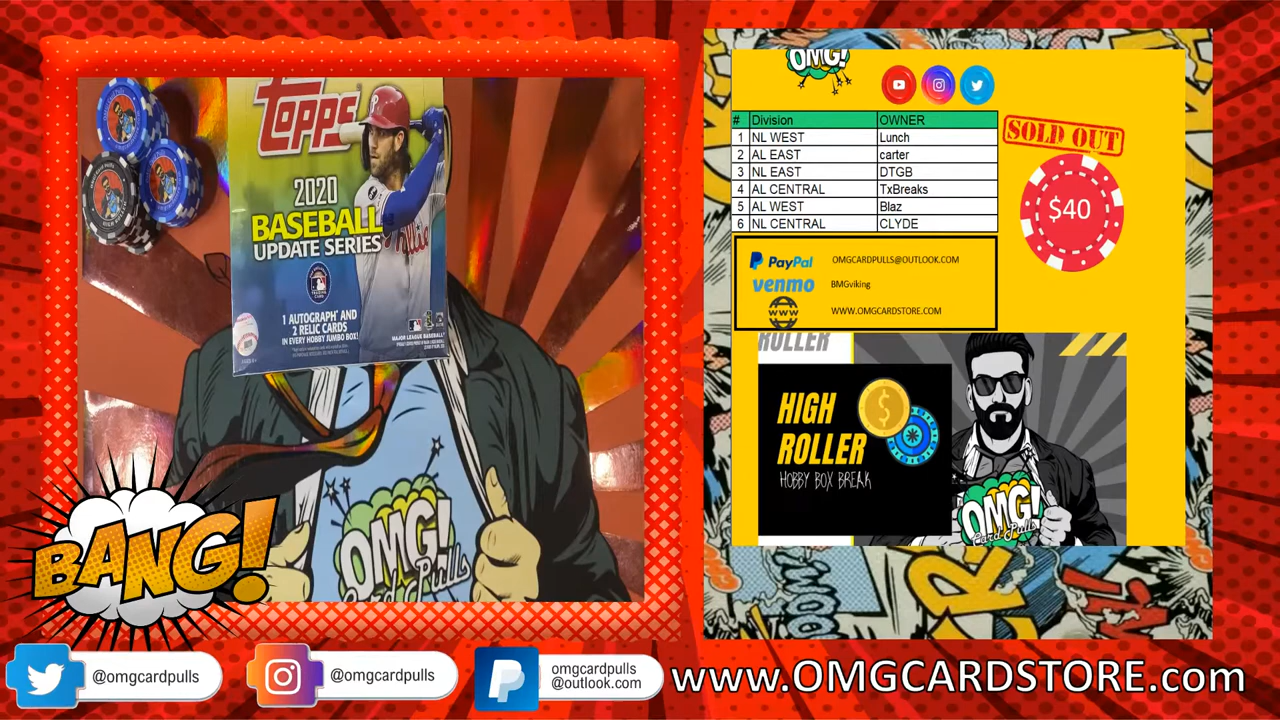 TOPPS
2020
BASEBALL
UPDATE SERIES
Phillies
1 AUTOGRAPH* AND
2 RELIC CARDS
IN EVERY HOBBY JUMBO BOX!
MAJOR LEAGUE BASEBALL
OMG!
Card Pulls
BANG!
OMG!
# Division OWNER
1 NL WEST Lunch
2 AL EAST carter
3 NL EAST DTGB
4 AL CENTRAL TxBreaks
5 AL WEST Blaz
6 NL CENTRAL CLYDE
SOLD OUT
$40
PayPal OMGCARDPULLS@OUTLOOK.COM
venmo BMGviking
WWW WWW.OMGCARDSTORE.COM
ROLLER
HIGH
ROLLER
HOBBY BOX BREAK
$
OMG!
Card Pulls
@omgcardpulls
@omgcardpulls
omgcardpulls
@outlook.com
www.OMGCARDSTORE.com